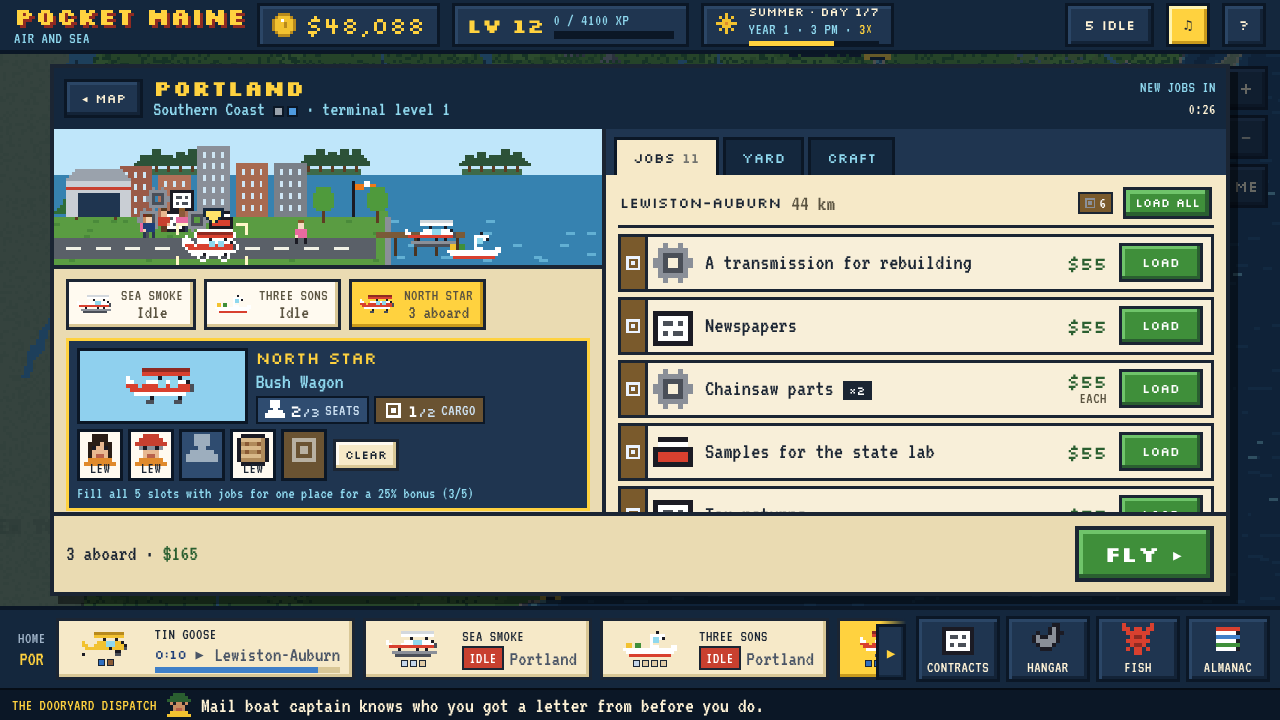 POCKET MAINE
AIR AND SEA
$48,088
LV 12
0 / 4100 XP
SUMMER · DAY 1/7
YEAR 1 · 3 PM · 3X
5 IDLE
♫
?
◂ MAP
PORTLAND
Southern Coast · terminal level 1
NEW JOBS IN
0:26
+
-
ME
JOBS 11
YARD
CRAFT
LEWISTON-AUBURN 44 km
6
LOAD ALL
A transmission for rebuilding
$55
LOAD
Newspapers
$55
LOAD
Chainsaw parts ×2
$55
EACH
LOAD
Samples for the state lab
$55
LOAD
SEA SMOKE
Idle
THREE SONS
Idle
NORTH STAR
3 aboard
NORTH STAR
Bush Wagon
2/3 SEATS
1/2 CARGO
LEW
LEW
LEW
CLEAR
Fill all 5 slots with jobs for one place for a 25% bonus (3/5)
3 aboard · $165
FLY ▸
HOME
POR
TIN GOOSE
0:10 ▸ Lewiston-Auburn
SEA SMOKE
IDLE Portland
THREE SONS
IDLE Portland
▸
CONTRACTS
HANGAR
FISH
ALMANAC
THE DOORYARD DISPATCH
Mail boat captain knows who you got a letter from before you do.